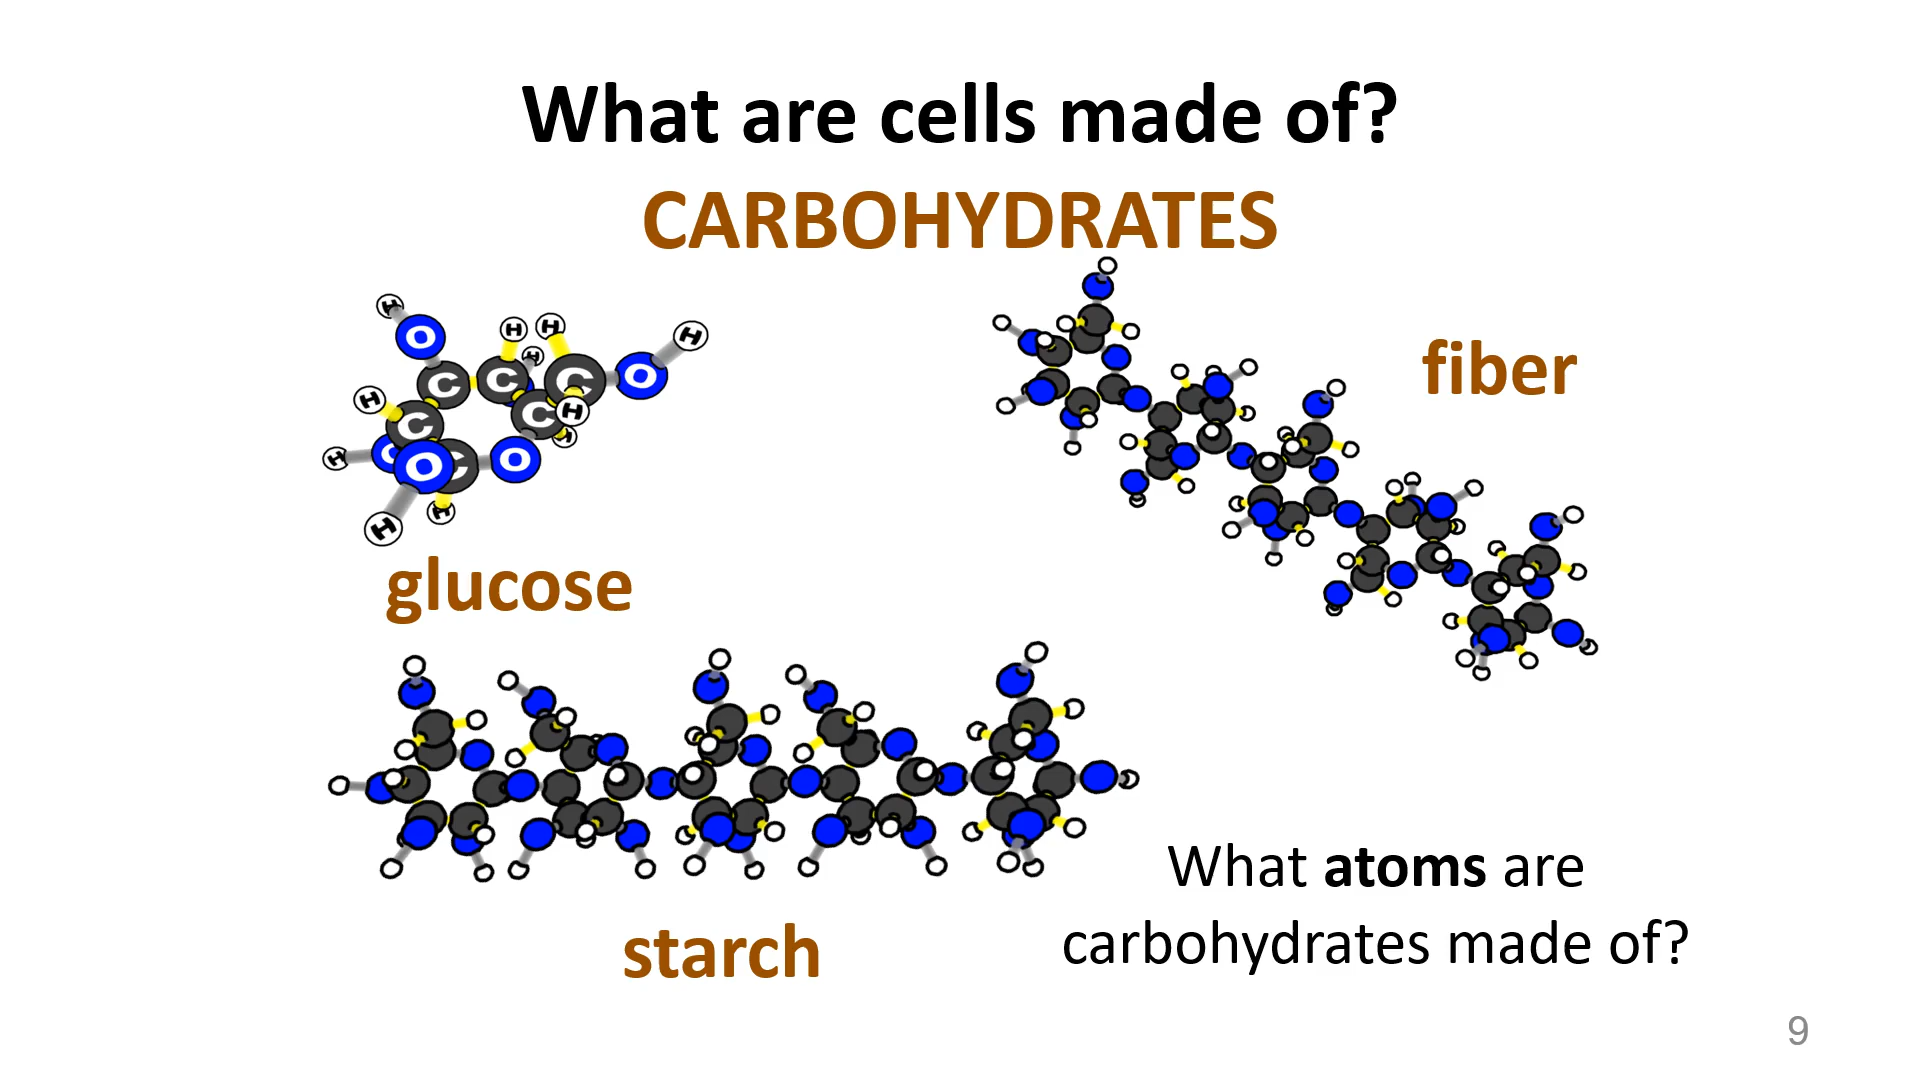 What are cells made of?
CARBOHYDRATES
H
O
H
H
H
H
C
C
C
O
H
H
C
C
H
H
H
O
O
C
O
H
H
glucose
fiber
starch
What atoms are
carbohydrates made of?
9